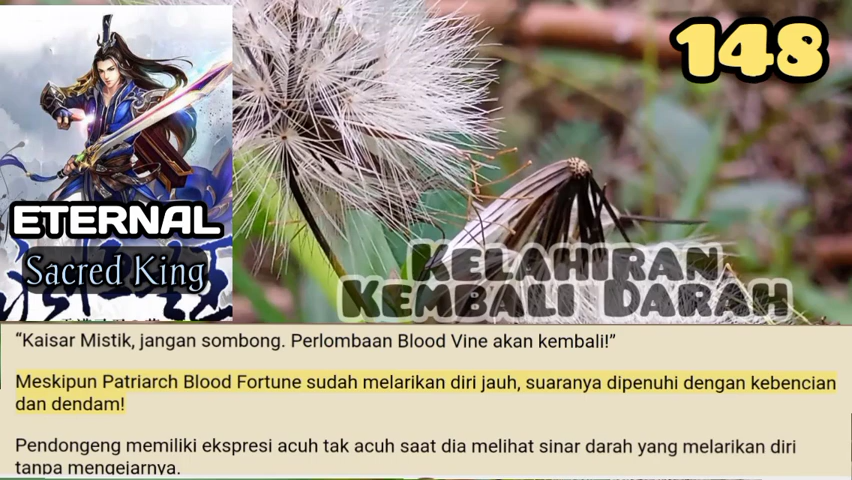 148
ETERNAL
Sacred King
KELAHIRAN
KEMBALI DARAH
“Kaisar Mistik, jangan sombong. Perlombaan Blood Vine akan kembali!”
Meskipun Patriarch Blood Fortune sudah melarikan diri jauh, suaranya dipenuhi dengan kebencian
dan dendam!
Pendongeng memiliki ekspresi acuh tak acuh saat dia melihat sinar darah yang melarikan diri
tanpa mengejarnya.